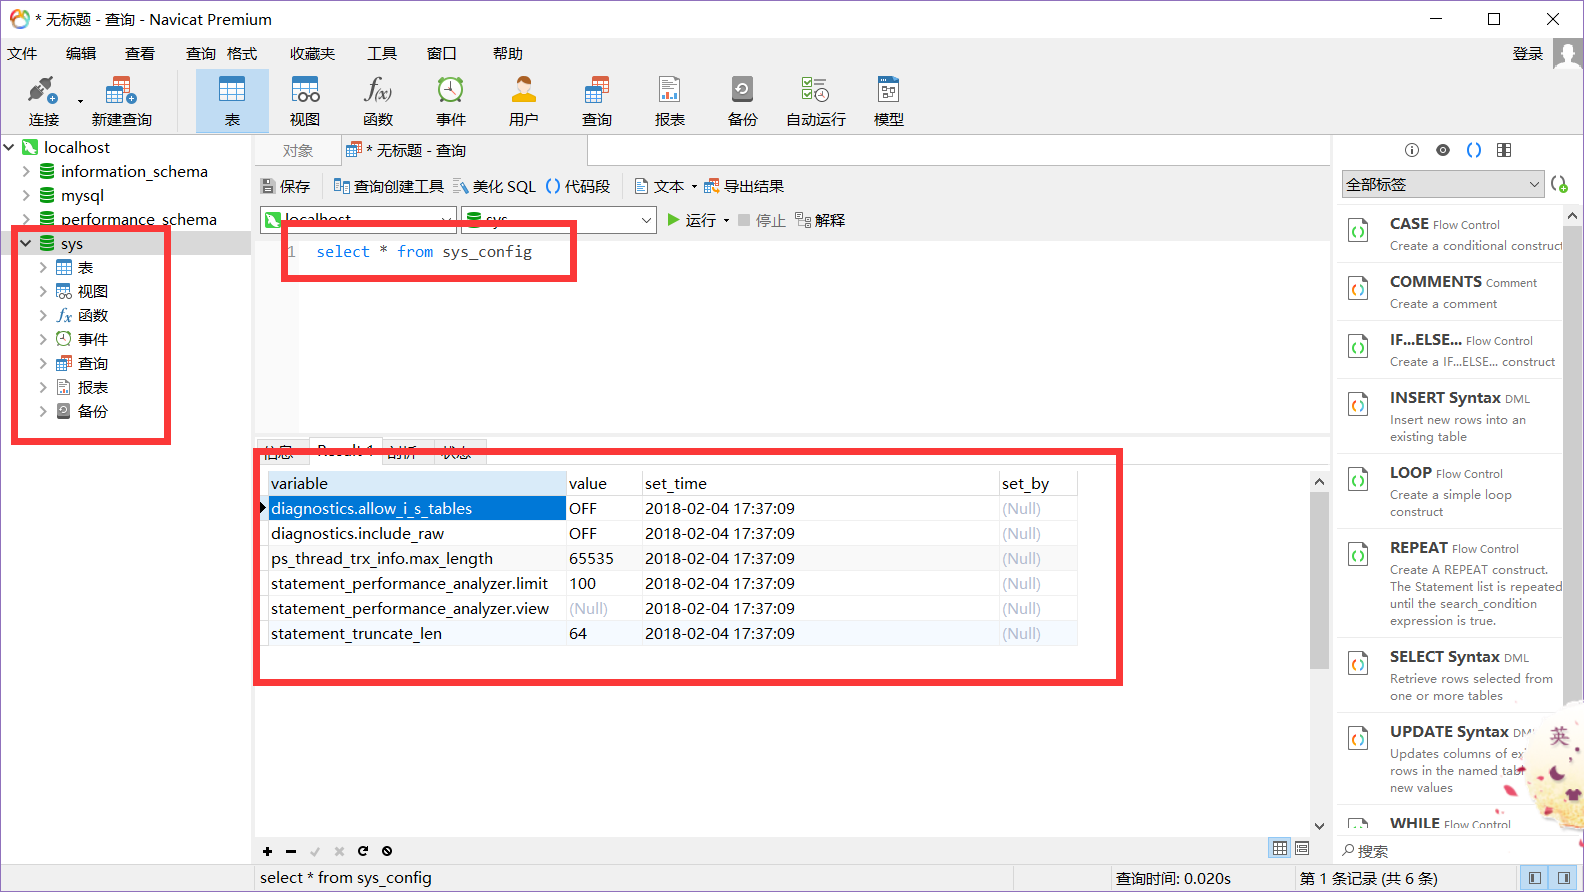 * 无标题 - 查询 - Navicat Premium
文件 编辑 查看 查询 格式 收藏夹 工具 窗口 帮助 登录
连接 新建查询 表 视图 函数 事件 用户 查询 报表 备份 自动运行 模型
localhost
information_schema
mysql
performance_schema
sys
表
视图
函数
事件
查询
报表
备份
对象 * 无标题 - 查询
保存 查询创建工具 美化 SQL () 代码段 文本 导出结果
localhost sys 运行 停止 解释
1 select * from sys_config
信息 Result 1 剖析 状态
variable value set_time set_by
diagnostics.allow_i_s_tables OFF 2018-02-04 17:37:09 (Null)
diagnostics.include_raw OFF 2018-02-04 17:37:09 (Null)
ps_thread_trx_info.max_length 65535 2018-02-04 17:37:09 (Null)
statement_performance_analyzer.limit 100 2018-02-04 17:37:09 (Null)
statement_performance_analyzer.view (Null) 2018-02-04 17:37:09 (Null)
statement_truncate_len 64 2018-02-04 17:37:09 (Null)
全部标签
CASE Flow Control
Create a conditional construct
COMMENTS Comment
Create a comment
IF...ELSE... Flow Control
Create a IF...ELSE... construct
INSERT Syntax DML
Insert new rows into an
existing table
LOOP Flow Control
Create a simple loop
construct
REPEAT Flow Control
Create A REPEAT construct.
The Statement list is repeated
until the search_condition
expression is true.
SELECT Syntax DML
Retrieve rows selected from
one or more tables
UPDATE Syntax
Updates columns of
rows in the named
new values
英
WHILE Flow Control
搜索
select * from sys_config 查询时间: 0.020s 第 1 条记录 (共 6 条)